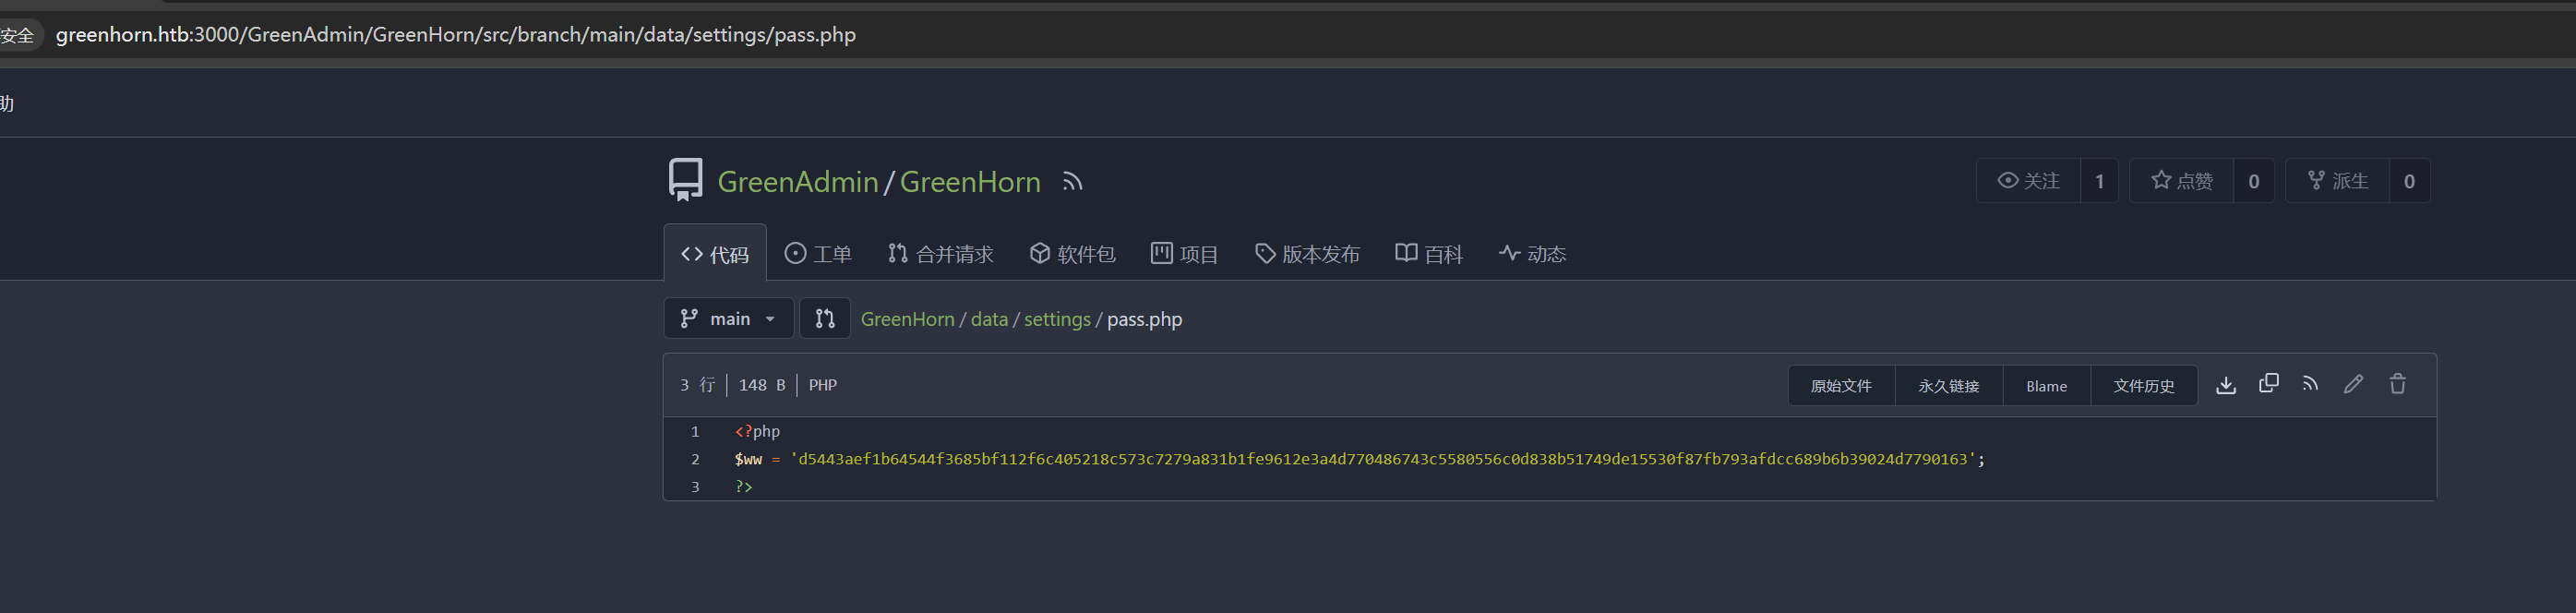 安全 greenhorn.htb:3000/GreenAdmin/GreenHorn/src/branch/main/data/settings/pass.php
助
GreenAdmin/GreenHorn 关注 1 点赞 0 派生 0
代码 工单 合并请求 软件包 项目 版本发布 百科 动态
main GreenHorn/data/settings/pass.php
3 行 148 B PHP 原始文件 永久链接 Blame 文件历史
1 <?php
2 $ww = 'd5443aef1b64544f3685bf112f6c405218c573c7279a831b1fe9612e3a4d770486743c5580556c0d838b51749de15530f87fb793afdcc689b6b39024d7790163';
3 ?>